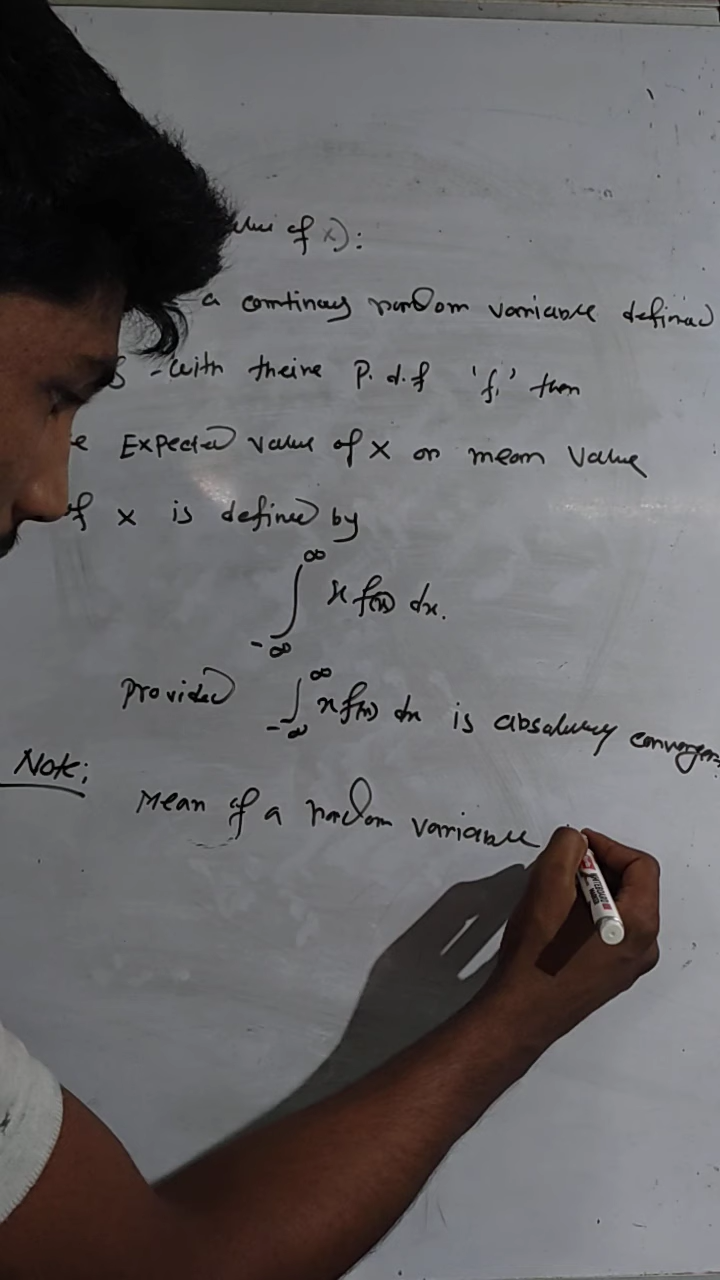 of x):
a continuous random variable defined
with theire P. d. f 'f,' then
Expected value of x or mean value
of x is defined by
∫_{-∞}^{∞} x f(x) dx.
Provided ∫_{-∞}^{∞} x f(x) dx is absolutely
Note: Mean of a random variable